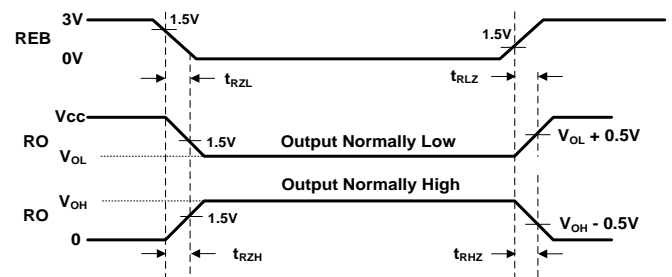 3V
1.5V
1.5V
REB
0V
tRZL
tRLZ
Vcc
RO
1.5V
Output Normally Low
VOL + 0.5V
VOL
Output Normally High
VOH
RO
1.5V
VOH - 0.5V
0
tRZH
tRHZ